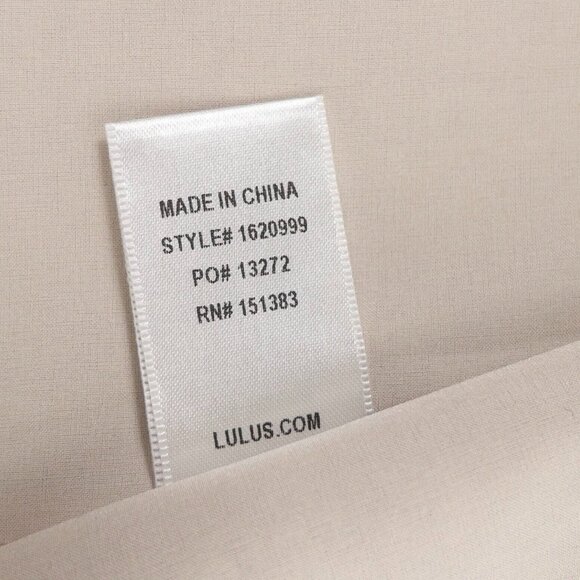 MADE IN CHINA
STYLE# 1620999
PO# 13272
RN# 151383
LULUS.COM